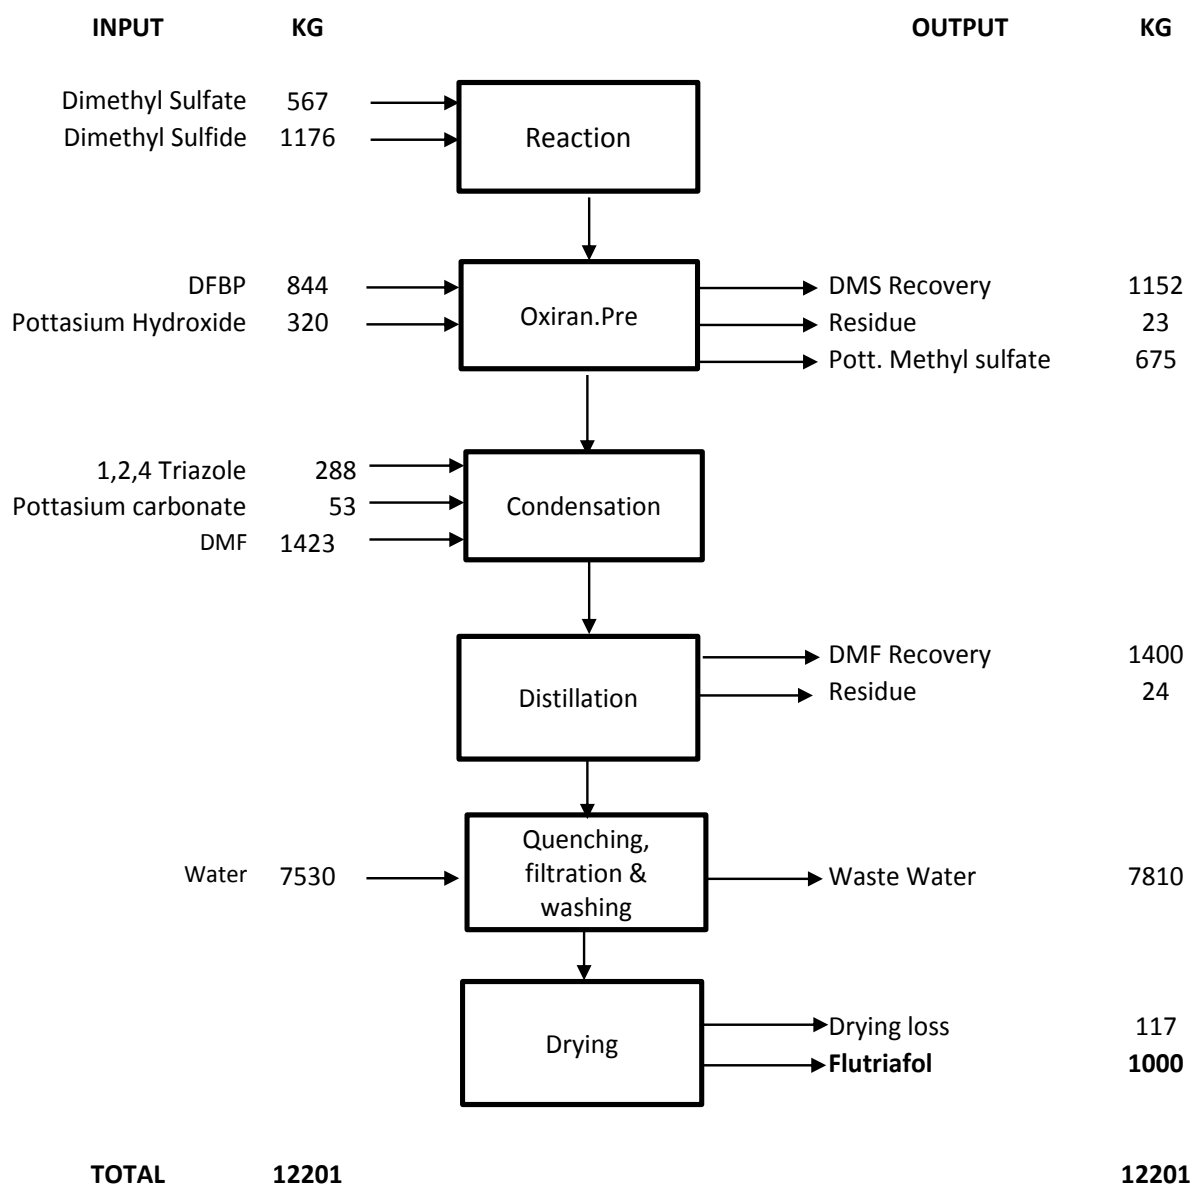 INPUT KG OUTPUT KG
Dimethyl Sulfate 567
Dimethyl Sulfide 1176
Reaction
DFBP 844
Pottasium Hydroxide 320
Oxiran.Pre
DMS Recovery 1152
Residue 23
Pott. Methyl sulfate 675
1,2,4 Triazole 288
Pottasium carbonate 53
DMF 1423
Condensation
Distillation
DMF Recovery 1400
Residue 24
Water 7530
Quenching,
filtration &
washing
Waste Water 7810
Drying
Drying loss 117
Flutriafol 1000
TOTAL 12201 12201